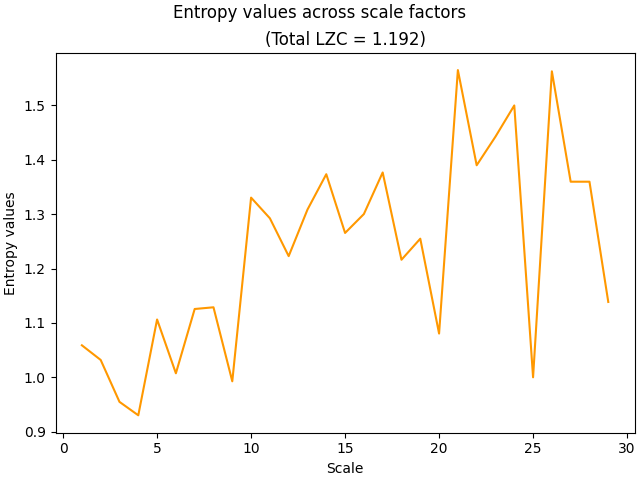 Entropy values across scale factors
(Total LZC = 1.192)
Entropy values
1.5
1.4
1.3
1.2
1.1
1.0
0.9
0 5 10 15 20 25 30
Scale